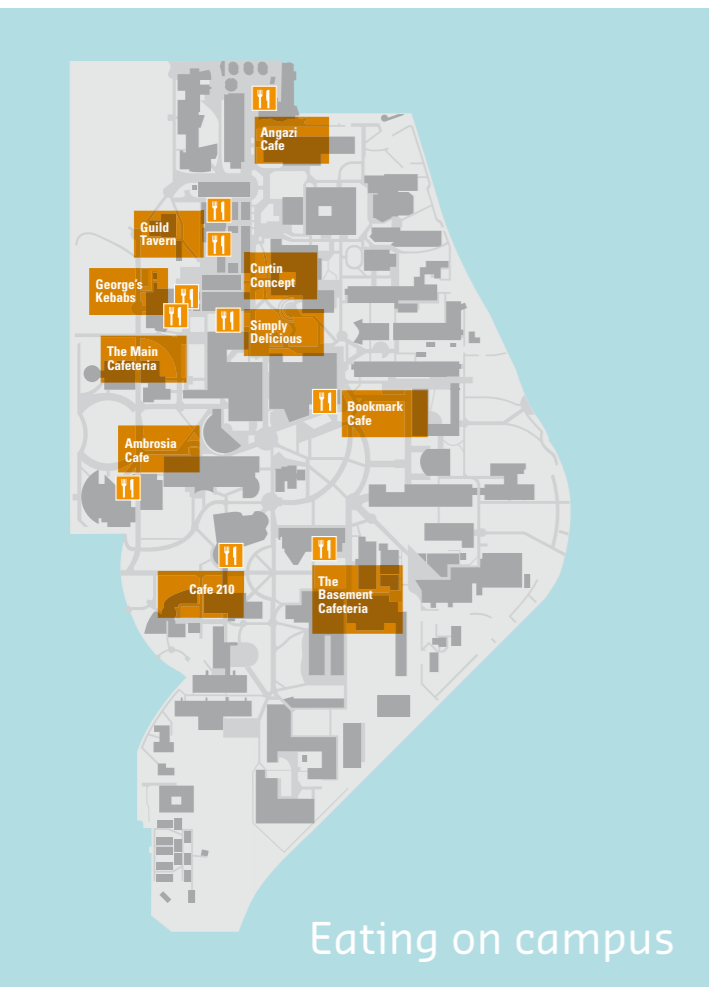 Angazi
Cafe
Guild
Tavern
Curtin
Concept
George's
Kebabs
Simply
Delicious
The Main
Cafeteria
Bookmark
Cafe
Ambrosia
Cafe
Cafe 210
The
Basement
Cafeteria
Eating on campus